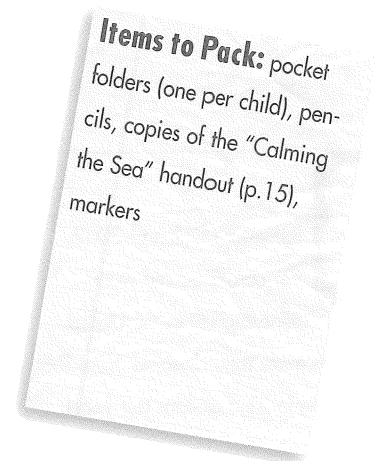 Items to Pack: pocket
folders (one per child), pen-
cils, copies of the “Calming
the Sea” handout (p.15),
markers